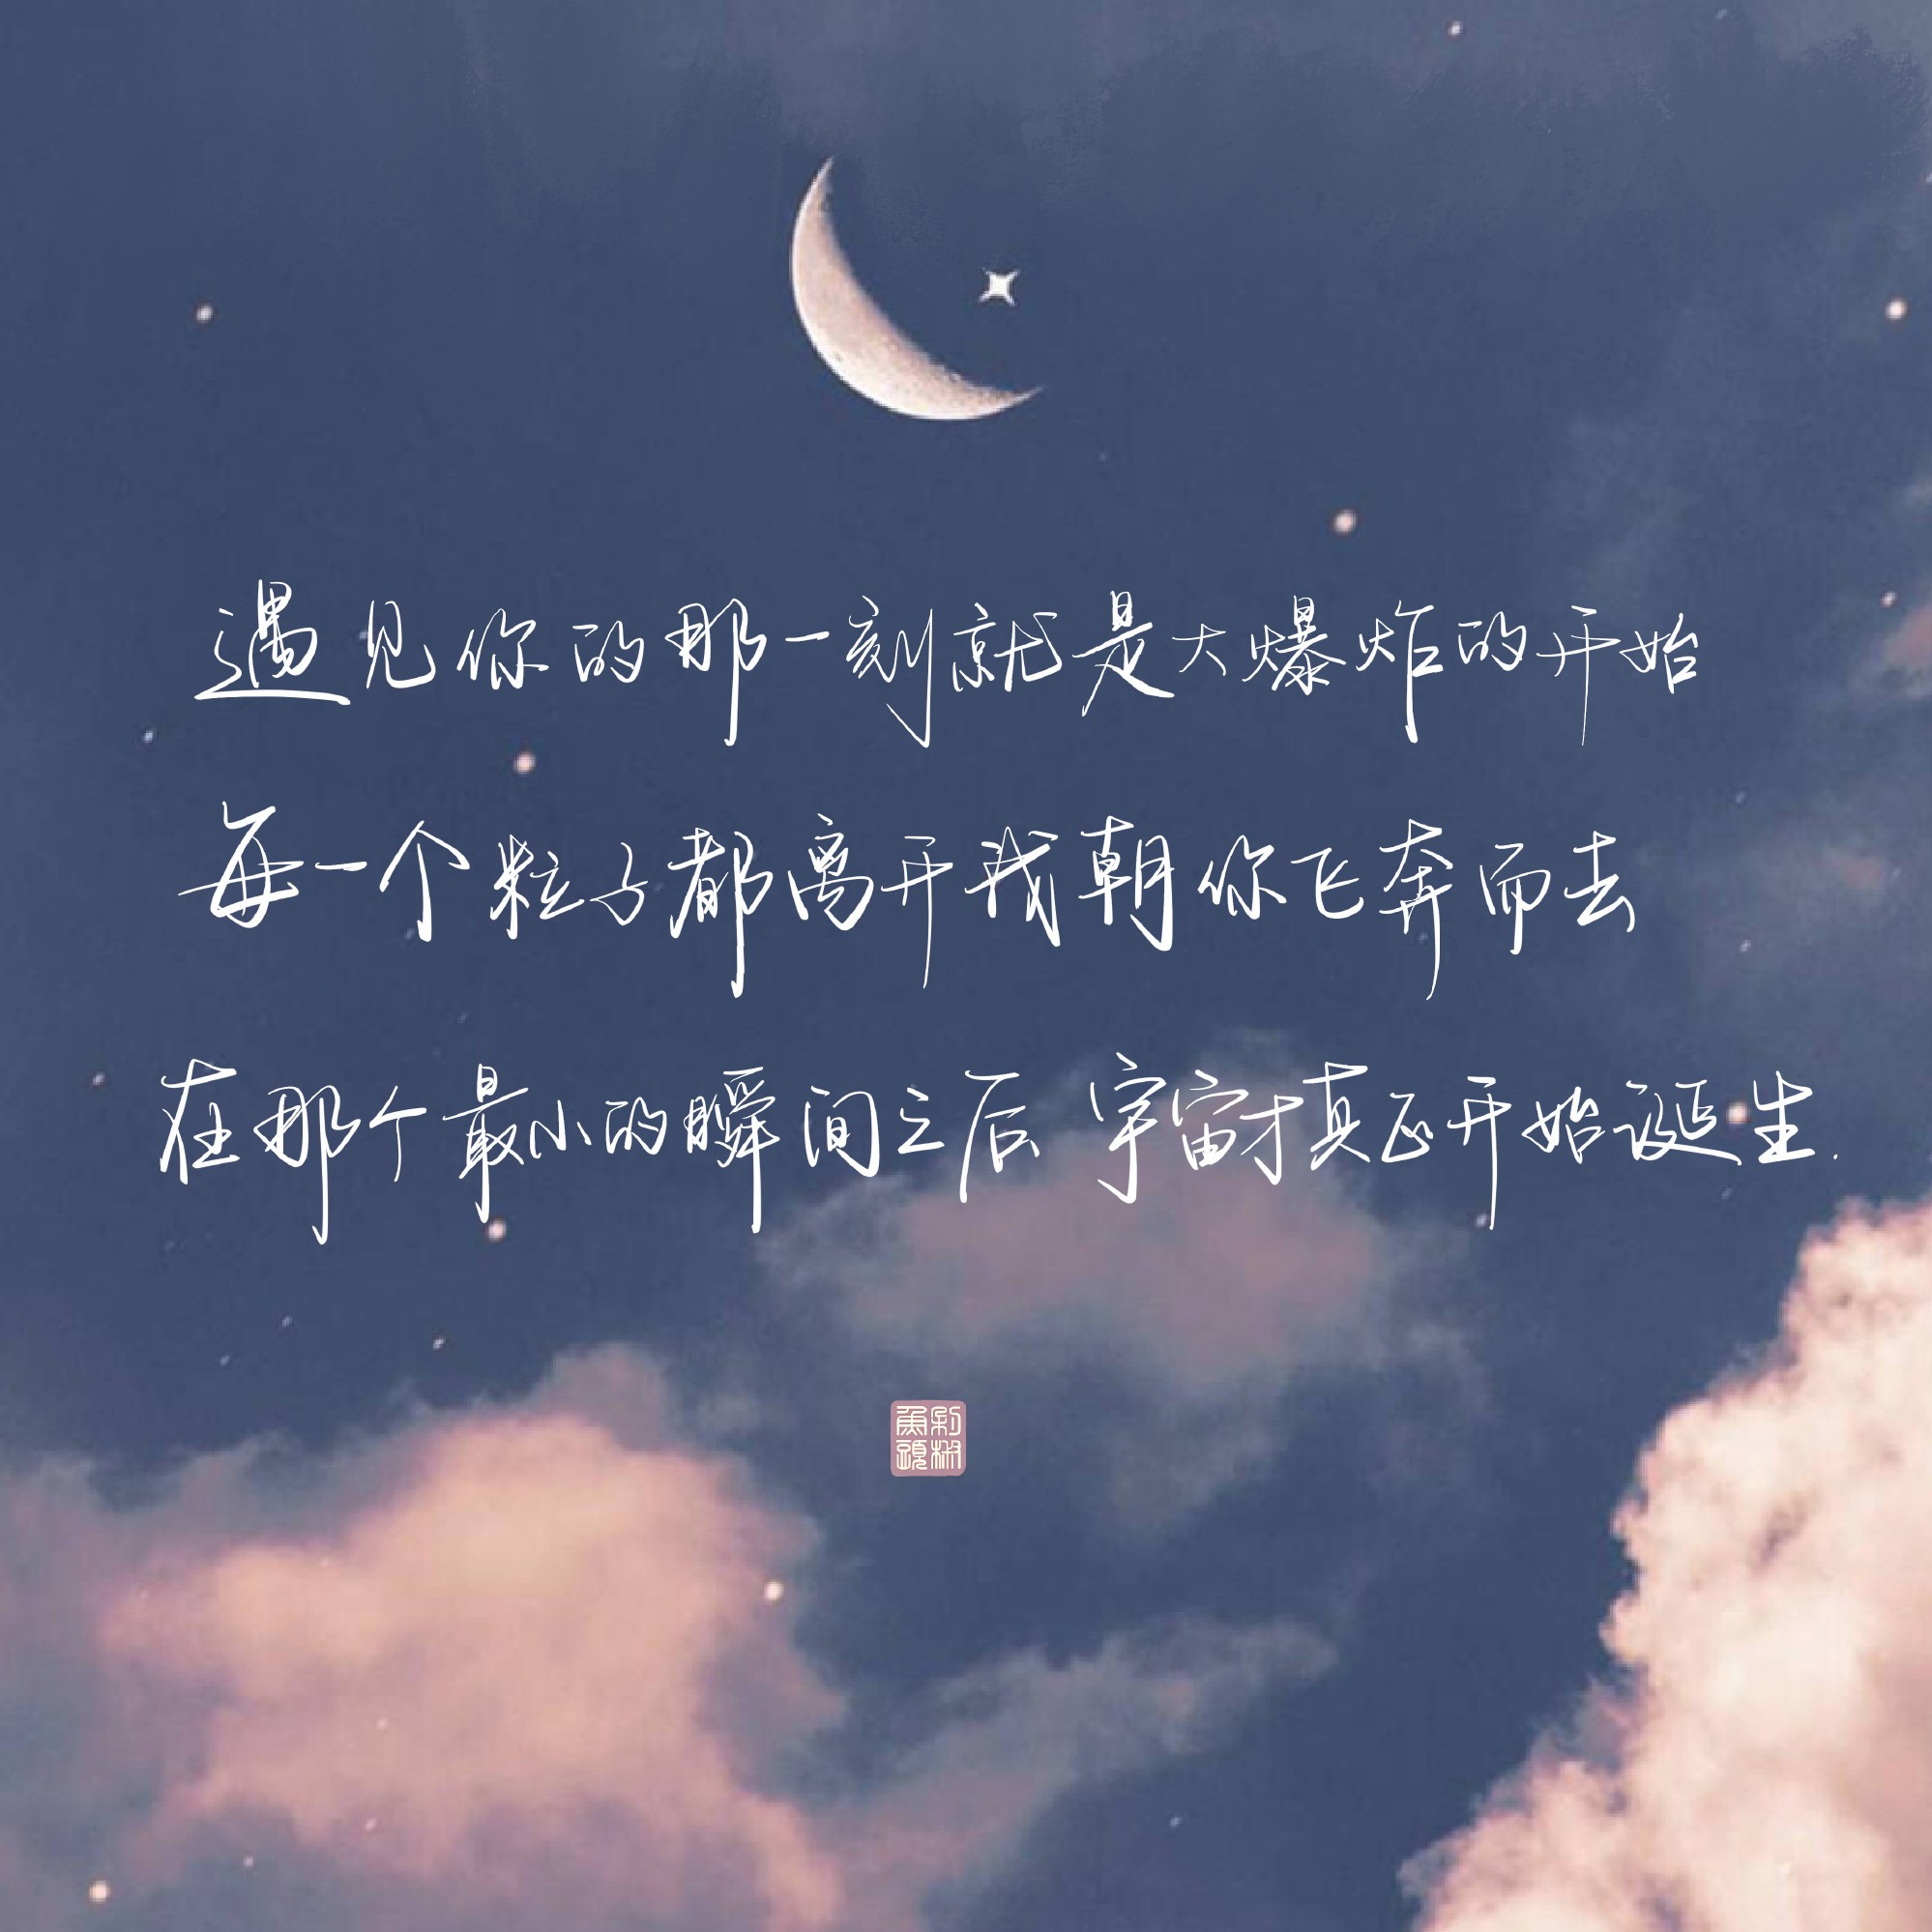 遇见你的那一刻就是大爆炸的开始
每一个粒子都离开我朝你飞奔而去
在那个最小的瞬间之后 宇宙才真正开始诞生.